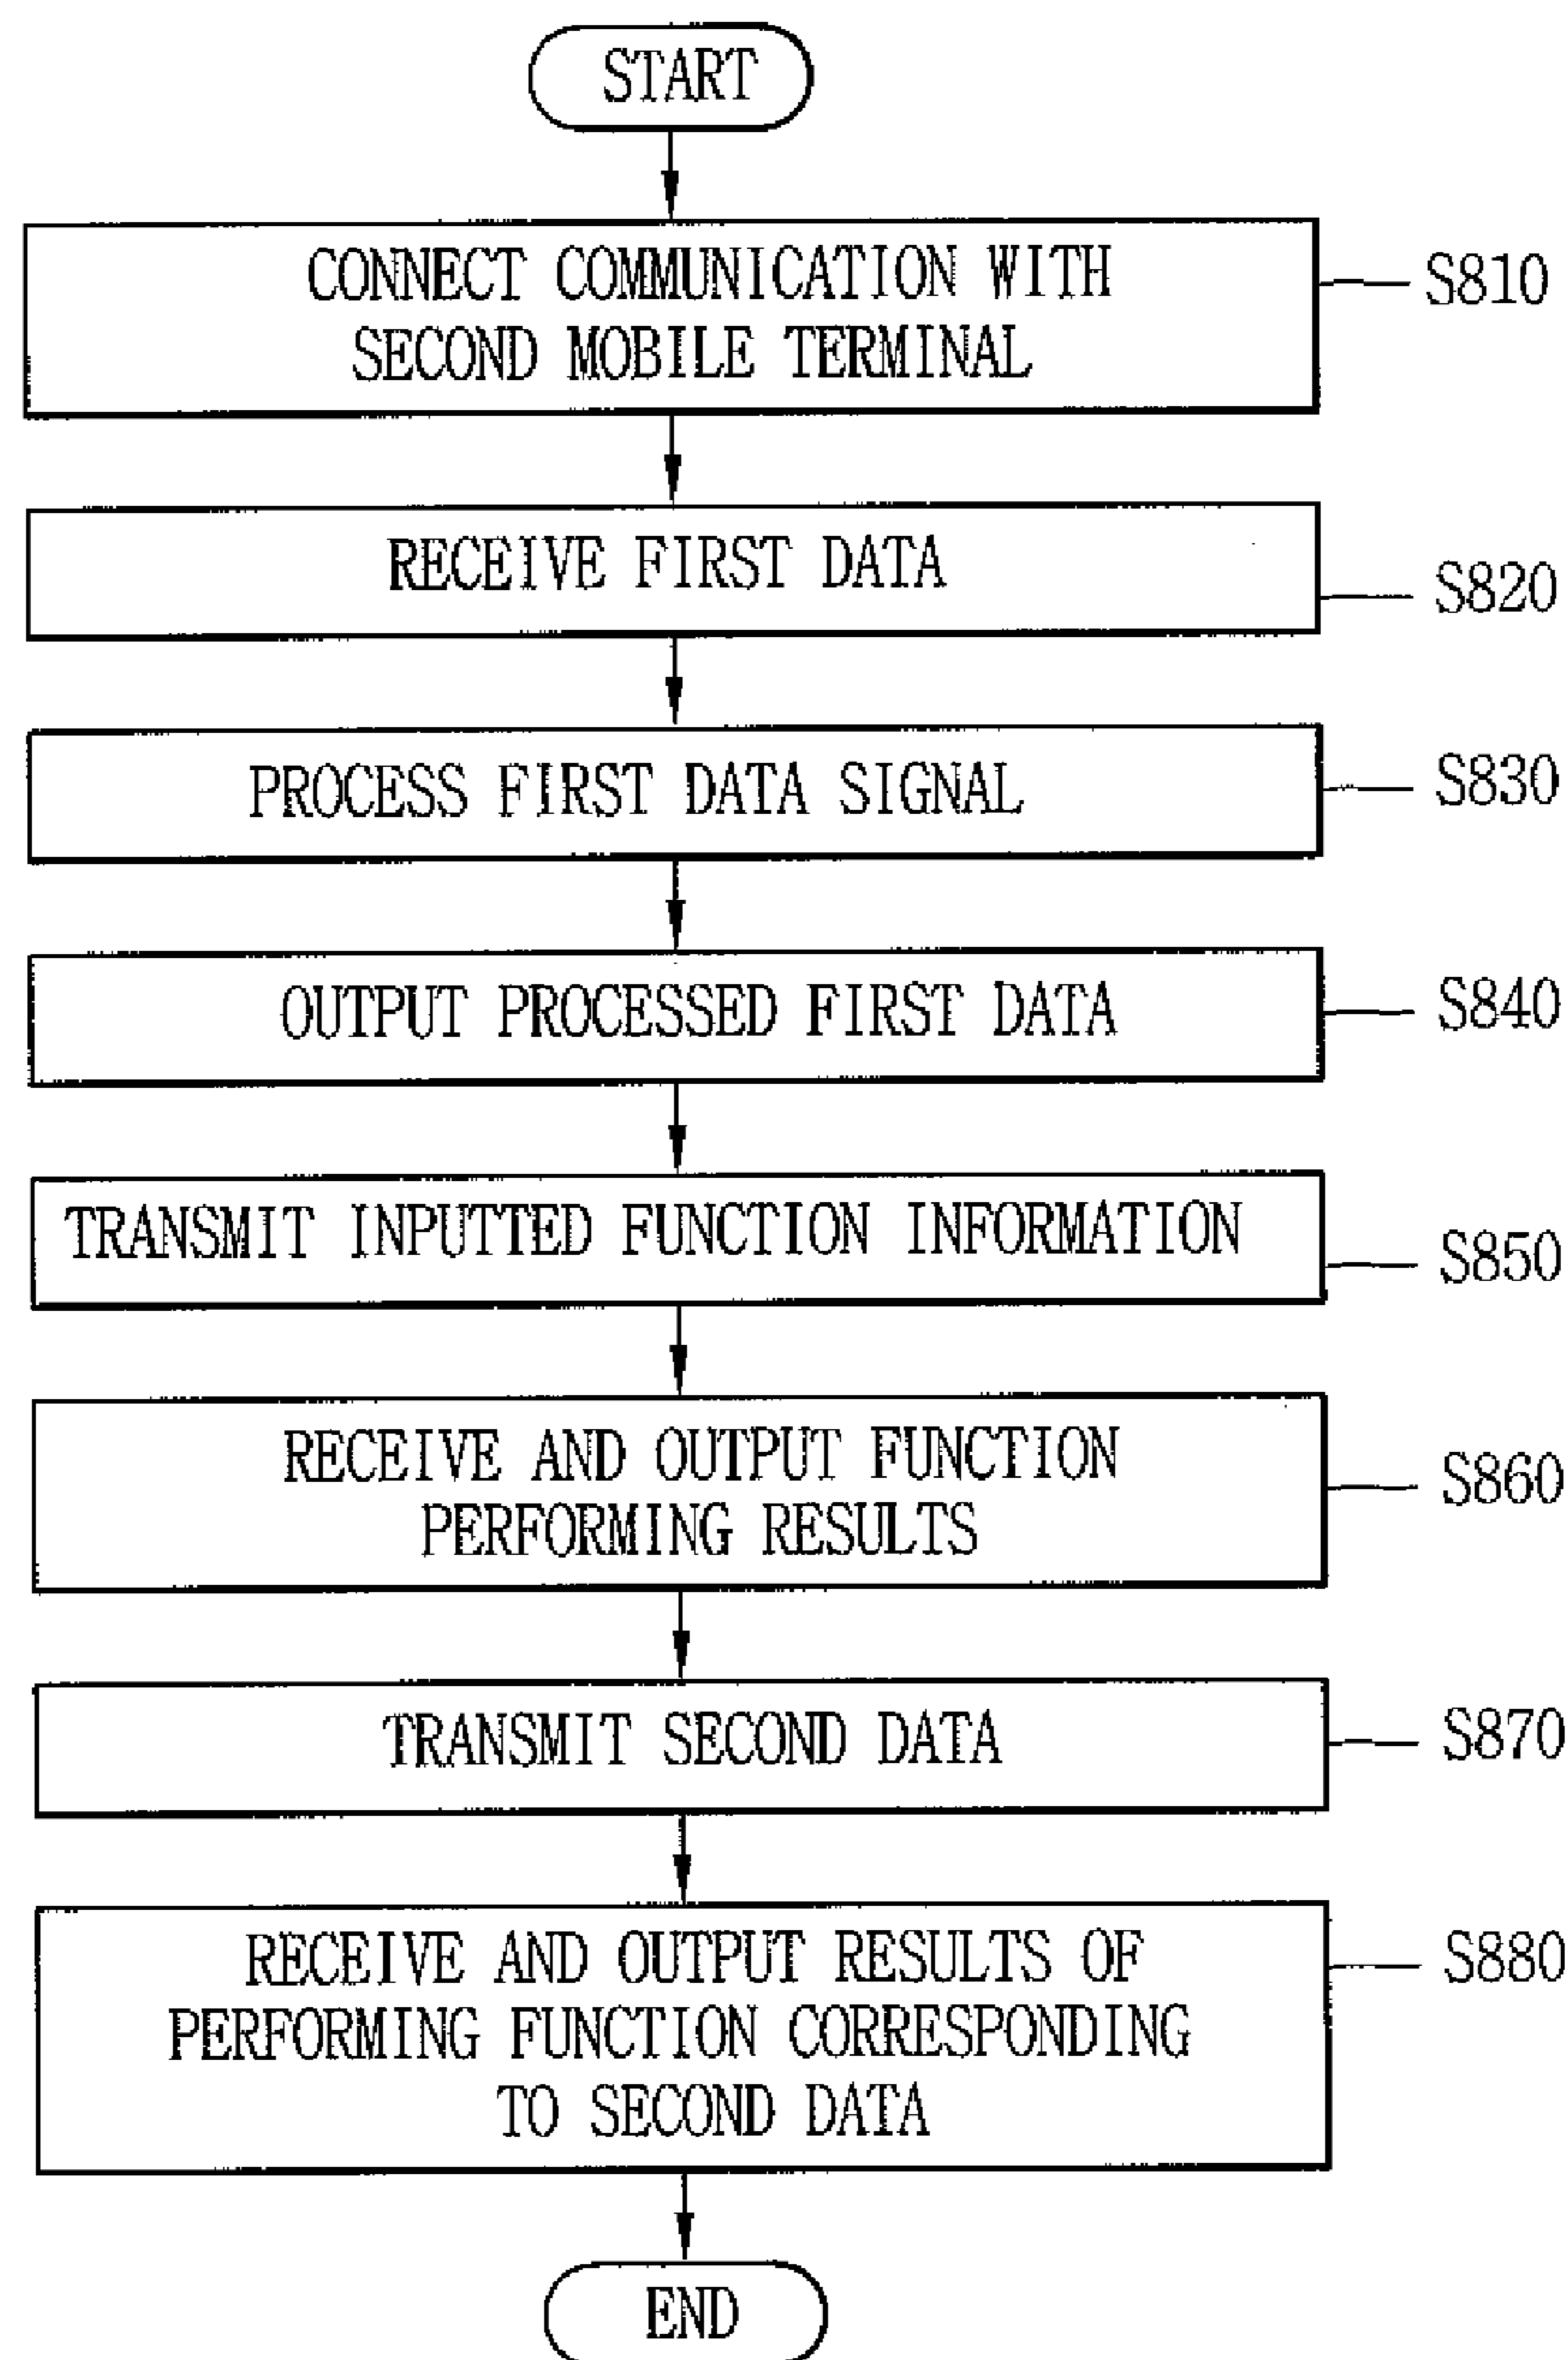 START
CONNECT COMMUNICATION WITH
SECOND MOBILE TERMINAL
S810
RECEIVE FIRST DATA
S820
PROCESS FIRST DATA SIGNAL
S830
OUTPUT PROCESSED FIRST DATA
S840
TRANSMIT INPUTTED FUNCTION INFORMATION
S850
RECEIVE AND OUTPUT FUNCTION
PERFORMING RESULTS
S860
TRANSMIT SECOND DATA
S870
RECEIVE AND OUTPUT RESULTS OF
PERFORMING FUNCTION CORRESPONDING
TO SECOND DATA
S880
END